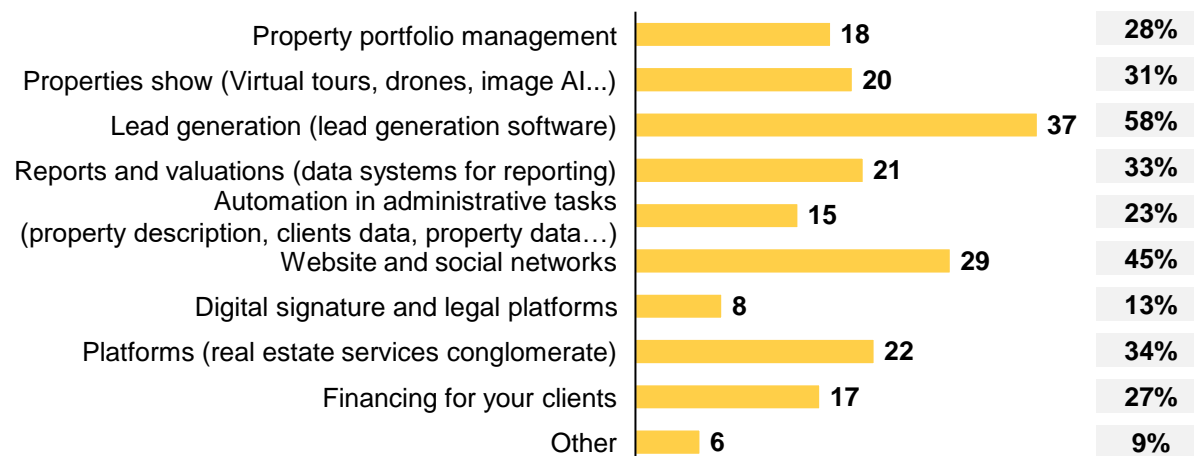 Property portfolio management 18 28%
Properties show (Virtual tours, drones, image AI...) 20 31%
Lead generation (lead generation software) 37 58%
Reports and valuations (data systems for reporting) 21 33%
Automation in administrative tasks
(property description, clients data, property data…) 15 23%
Website and social networks 29 45%
Digital signature and legal platforms 8 13%
Platforms (real estate services conglomerate) 22 34%
Financing for your clients 17 27%
Other 6 9%